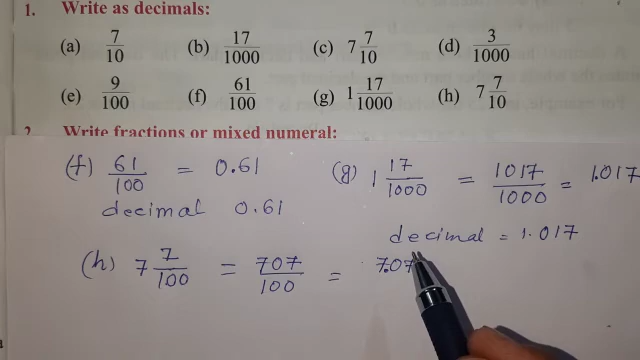 1. Write as decimals:
(a) 7/10 (b) 17/1000 (c) 7 7/10 (d) 3/1000
(e) 9/100 (f) 61/100 (g) 1 17/1000 (h) 7 7/10
2. Write fractions or mixed numeral:
(f) 61/100 = 0.61 (g) 1 17/1000 = 1017/1000 = 1.017
decimal 0.61
decimal = 1.017
(h) 7 7/100 = 707/100 = 7.07